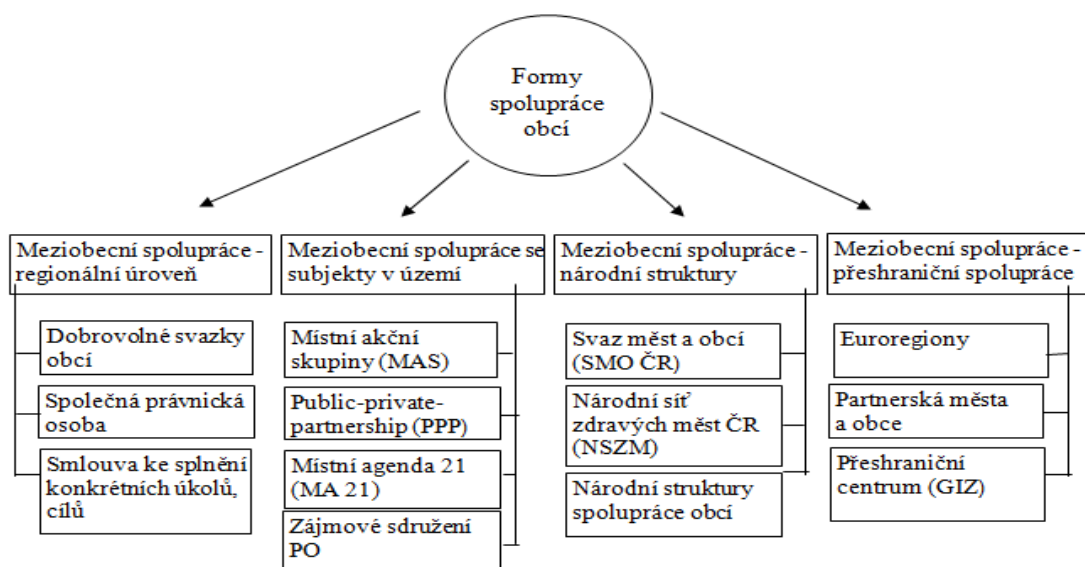 Formy
spolupráce
obcí
Meziobecní spolupráce -
regionální úroveň
Dobrovolné svazky
obcí
Společná právnická
osoba
Smlouva ke splnění
konkrétních úkolů,
cílů
Meziobecní spolupráce se
subjekty v území
Místní akční
skupiny (MAS)
Public-private-
partnership (PPP)
Místní agenda 21
(MA 21)
Zájmové sdružení
PO
Meziobecní spolupráce -
národní struktury
Svaz měst a obcí
(SMO ČR)
Národní síť
zdravých měst ČR
(NSZM)
Národní struktury
spolupráce obcí
Meziobecní spolupráce -
přeshraniční spolupráce
Euroregiony
Partnerská města
a obce
Přeshraniční
centrum (GIZ)